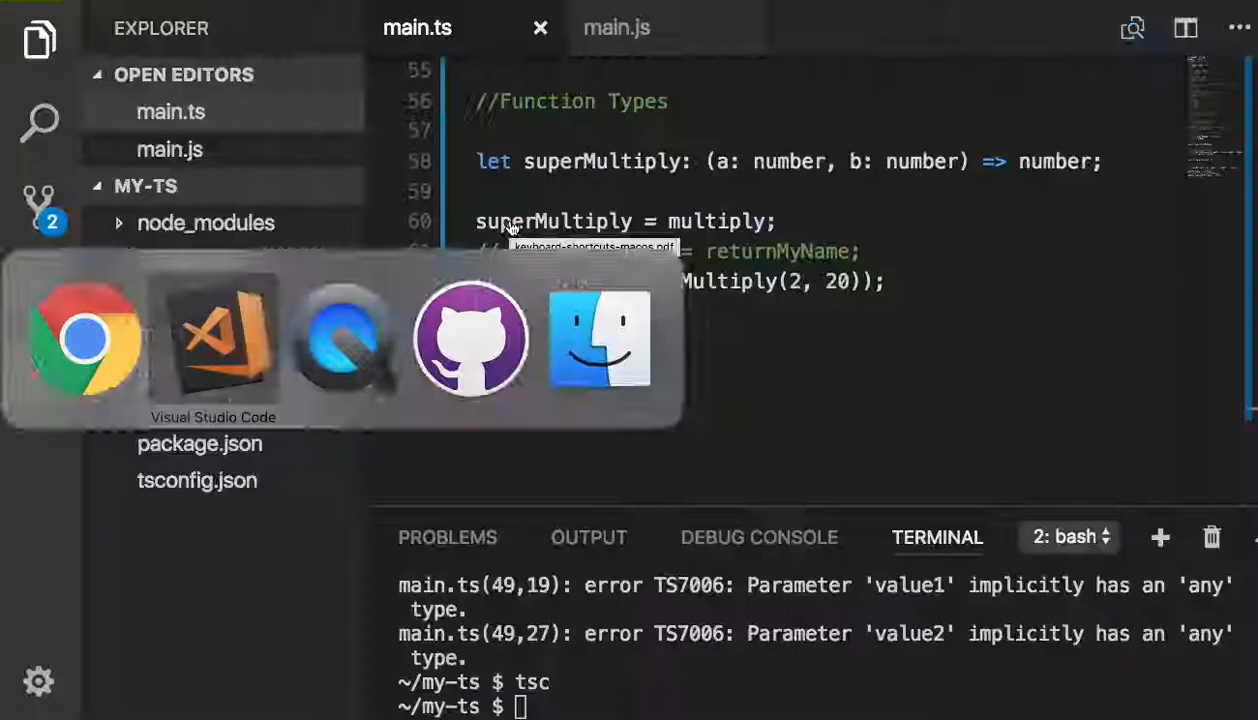 EXPLORER
main.ts
main.js
OPEN EDITORS
main.ts
main.js
MY-TS
node_modules
2
package.json
tsconfig.json
55
56 //Function Types
57
58 let superMultiply: (a: number, b: number) => number;
59
60 superMultiply = multiply;
// = returnMyName;
Multiply(2, 20));
keyboard-shortcuts-macos.pdf
Visual Studio Code
PROBLEMS OUTPUT DEBUG CONSOLE TERMINAL 2: bash
main.ts(49,19): error TS7006: Parameter 'value1' implicitly has an 'any'
type.
main.ts(49,27): error TS7006: Parameter 'value2' implicitly has an 'any'
type.
~/my-ts $ tsc
~/my-ts $